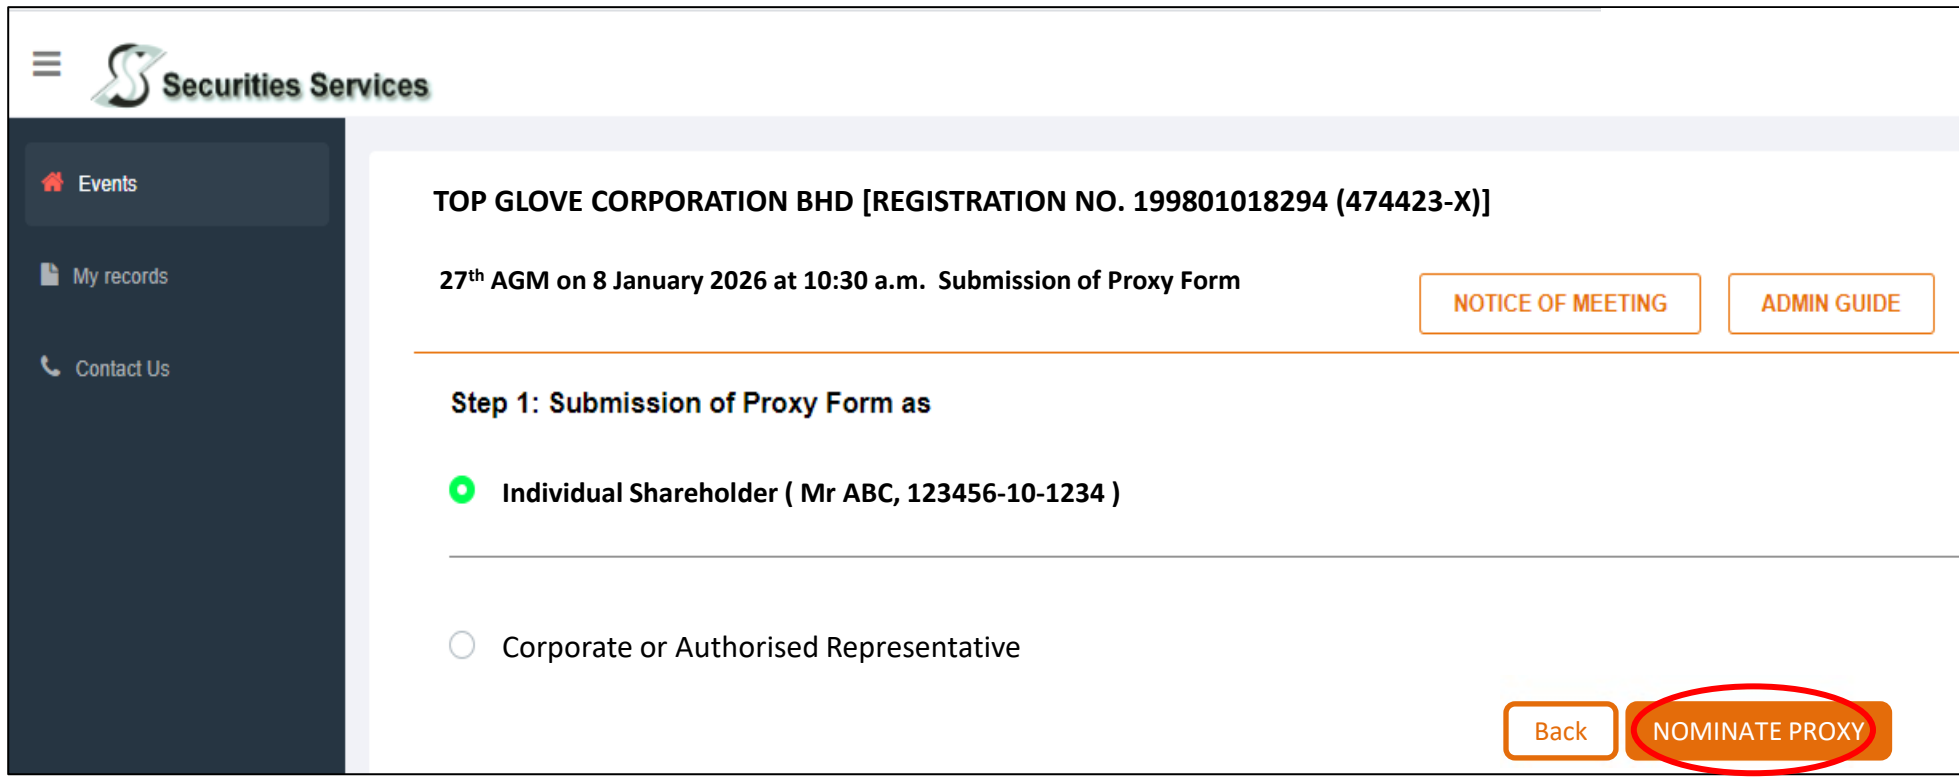 Securities Services
Events
My records
Contact Us
TOP GLOVE CORPORATION BHD [REGISTRATION NO. 199801018294 (474423-X)]
27th AGM on 8 January 2026 at 10:30 a.m. Submission of Proxy Form
NOTICE OF MEETING
ADMIN GUIDE
Step 1: Submission of Proxy Form as
Individual Shareholder ( Mr ABC, 123456-10-1234 )
Corporate or Authorised Representative
Back
NOMINATE PROXY